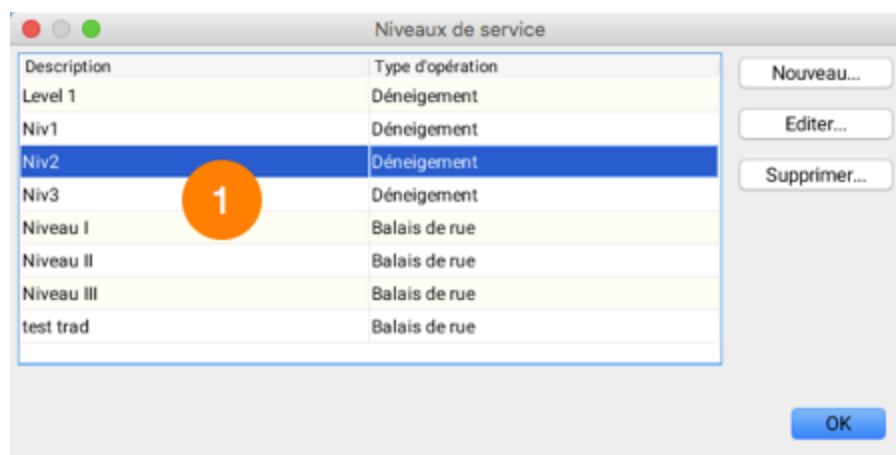 Niveaux de service
Description Type d'opération
Nouveau...
Level 1 Déneigement
Niv1 Déneigement
Editer...
Niv2 Déneigement
Supprimer...
Niv3 Déneigement
1
Niveau I Balais de rue
Niveau II Balais de rue
Niveau III Balais de rue
test trad Balais de rue
OK